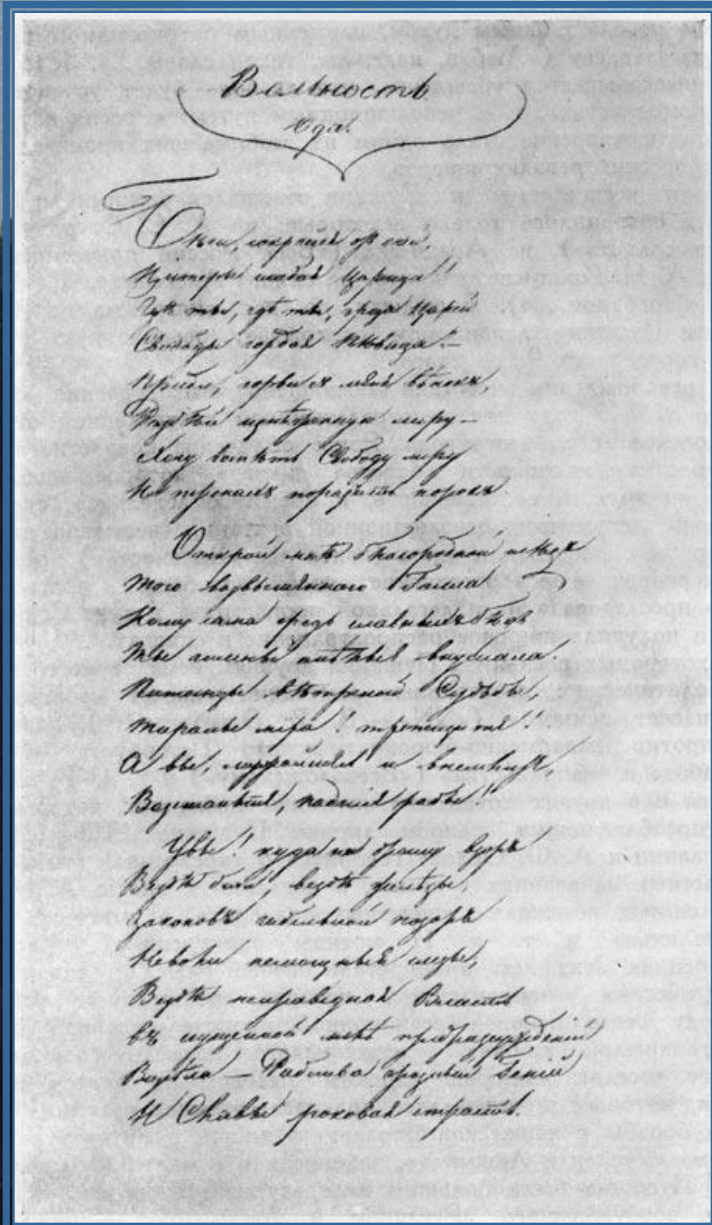 Вольность
Ода.
Бѣги, сокройся отъ очей,
Цитеры слабая Царица!
Гдѣ ты, гдѣ ты, гроза Царей
Свободы гордая Пѣвица? —
Приди, сорви съ меня вѣнокъ,
Разбей изнѣженную лиру —
Хочу воспѣть Свободу міру
На тронахъ поразить порокъ
Открой мнѣ благородной слѣдъ
Того возвышеннаго Галла
Кому сама средь славныхъ бѣдъ
Ты гимны смѣлыя внушала.
Питомцы вѣтренной Судьбы,
Тираны міра! трепещите!
А вы, мужайтесь и внемлите,
Возстаньте, падшіе рабы!
Увы! куда ни брошу взоръ
Вездѣ бичи, вездѣ желѣзы,
Законовъ гибельной позоръ
Неволи немощныя слезы;
Вездѣ неправедная Власть
Въ сгущенной мглѣ предразсужденій
Возсѣла — Рабства грозный Геній
И Славы роковая страсть.